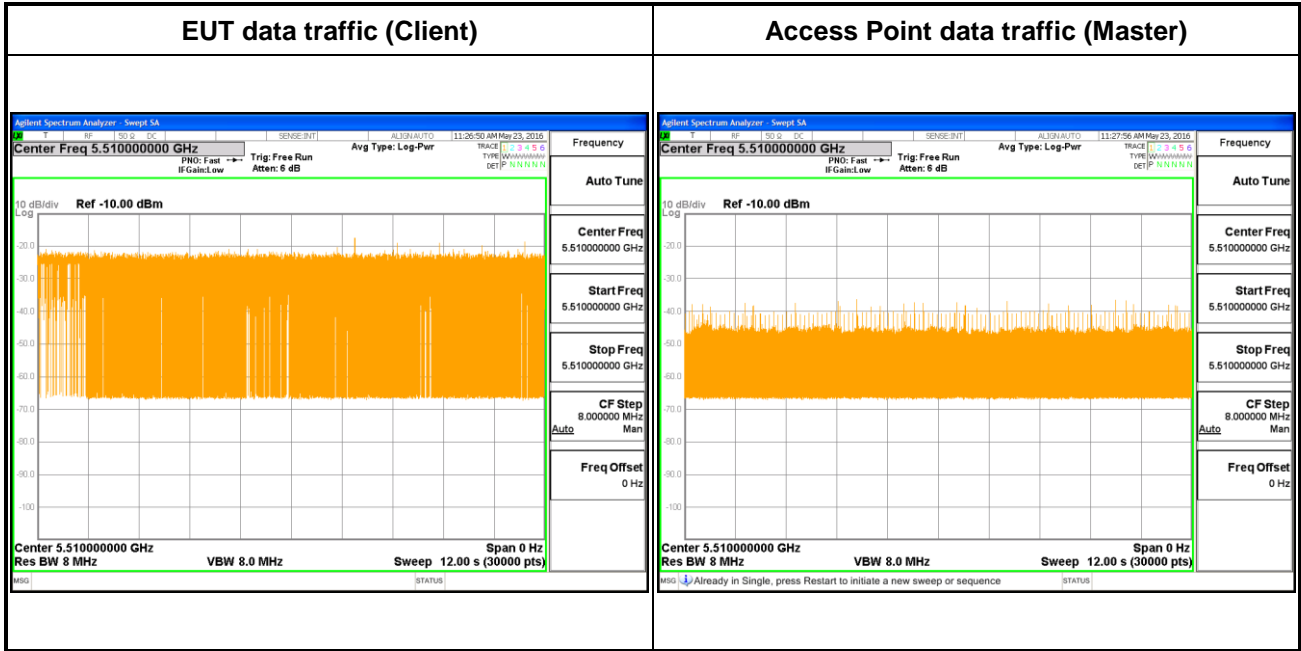 EUT data traffic (Client)
Access Point data traffic (Master)
Agilent Spectrum Analyzer - Swept SA
LXI T RF 50 Ω DC SENSE:INT ALIGNAUTO 11:26:50 AM May 23, 2016
Center Freq 5.510000000 GHz
Avg Type: Log-Pwr
TRACE 1 2 3 4 5 6
PNO: Fast
Trig: Free Run
TYPE
IFGain:Low
Atten: 6 dB
DET P N N N N N
10 dB/div Ref -10.00 dBm
Log
-20.0
-30.0
-40.0
-50.0
-60.0
-70.0
-80.0
-90.0
-100
Center 5.510000000 GHz
Span 0 Hz
Res BW 8 MHz
VBW 8.0 MHz
Sweep 12.00 s (30000 pts)
MSG
STATUS
Frequency
Auto Tune
Center Freq
5.510000000 GHz
Start Freq
5.510000000 GHz
Stop Freq
5.510000000 GHz
CF Step
8.000000 MHz
Auto Man
Freq Offset
0 Hz
Agilent Spectrum Analyzer - Swept SA
LXI T RF 50 Ω DC SENSE:INT ALIGNAUTO 11:27:56 AM May 23, 2016
Center Freq 5.510000000 GHz
Avg Type: Log-Pwr
TRACE 1 2 3 4 5 6
PNO: Fast
Trig: Free Run
TYPE
IFGain:Low
Atten: 6 dB
DET P N N N N N
10 dB/div Ref -10.00 dBm
Log
-20.0
-30.0
-40.0
-50.0
-60.0
-70.0
-80.0
-90.0
-100
Center 5.510000000 GHz
Span 0 Hz
Res BW 8 MHz
VBW 8.0 MHz
Sweep 12.00 s (30000 pts)
MSG Already in Single, press Restart to initiate a new sweep or sequence
STATUS
Frequency
Auto Tune
Center Freq
5.510000000 GHz
Start Freq
5.510000000 GHz
Stop Freq
5.510000000 GHz
CF Step
8.000000 MHz
Auto Man
Freq Offset
0 Hz